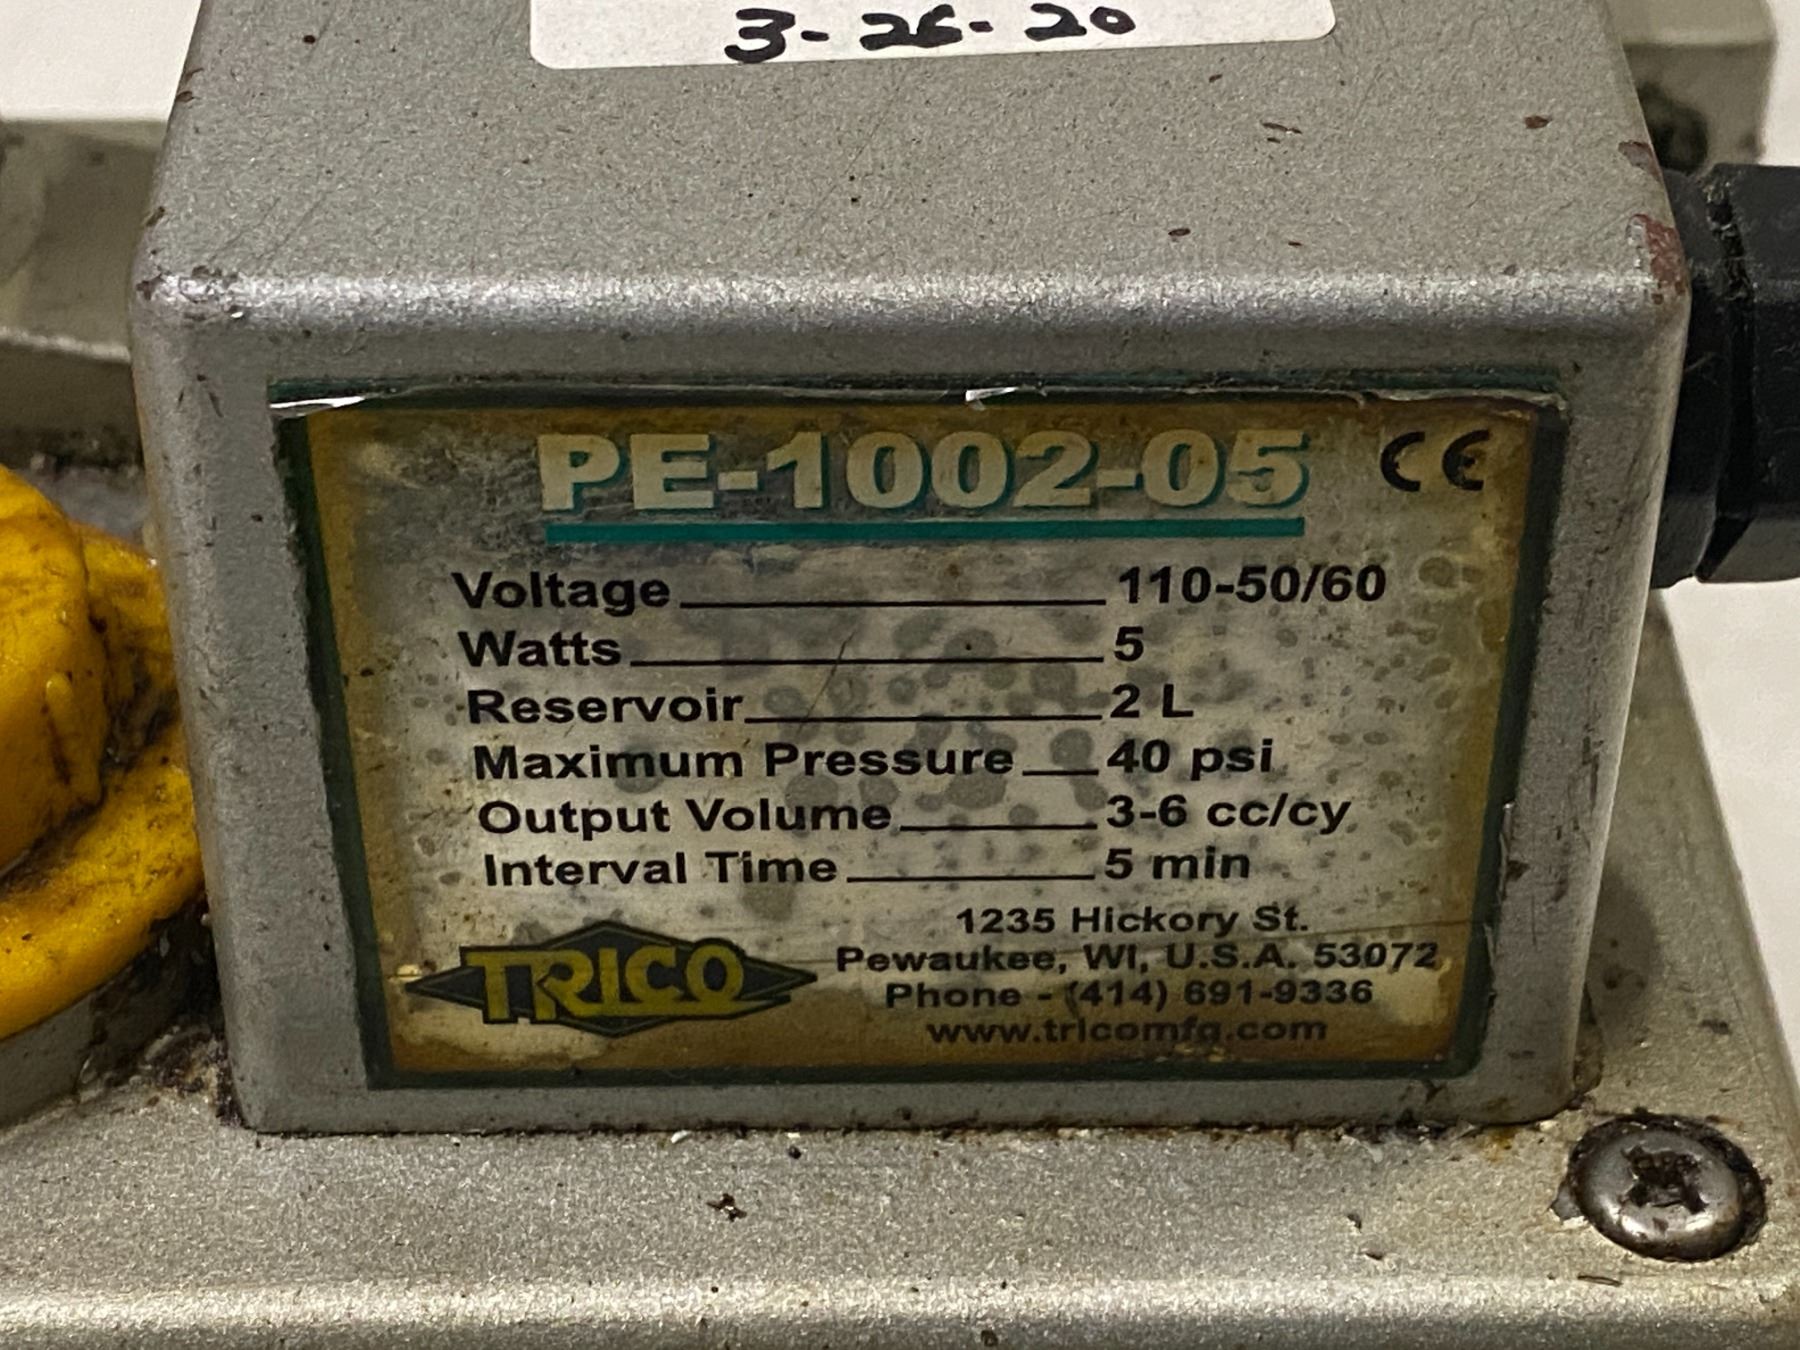 3-26-20
PE-1002-05 CE
Voltage 110-50/60
Watts 5
Reservoir 2 L
Maximum Pressure 40 psi
Output Volume 3-6 cc/cy
Interval Time 5 min
TRICO
1235 Hickory St.
Pewaukee, WI, U.S.A. 53072
Phone - (414) 691-9336
www.tricomfg.com